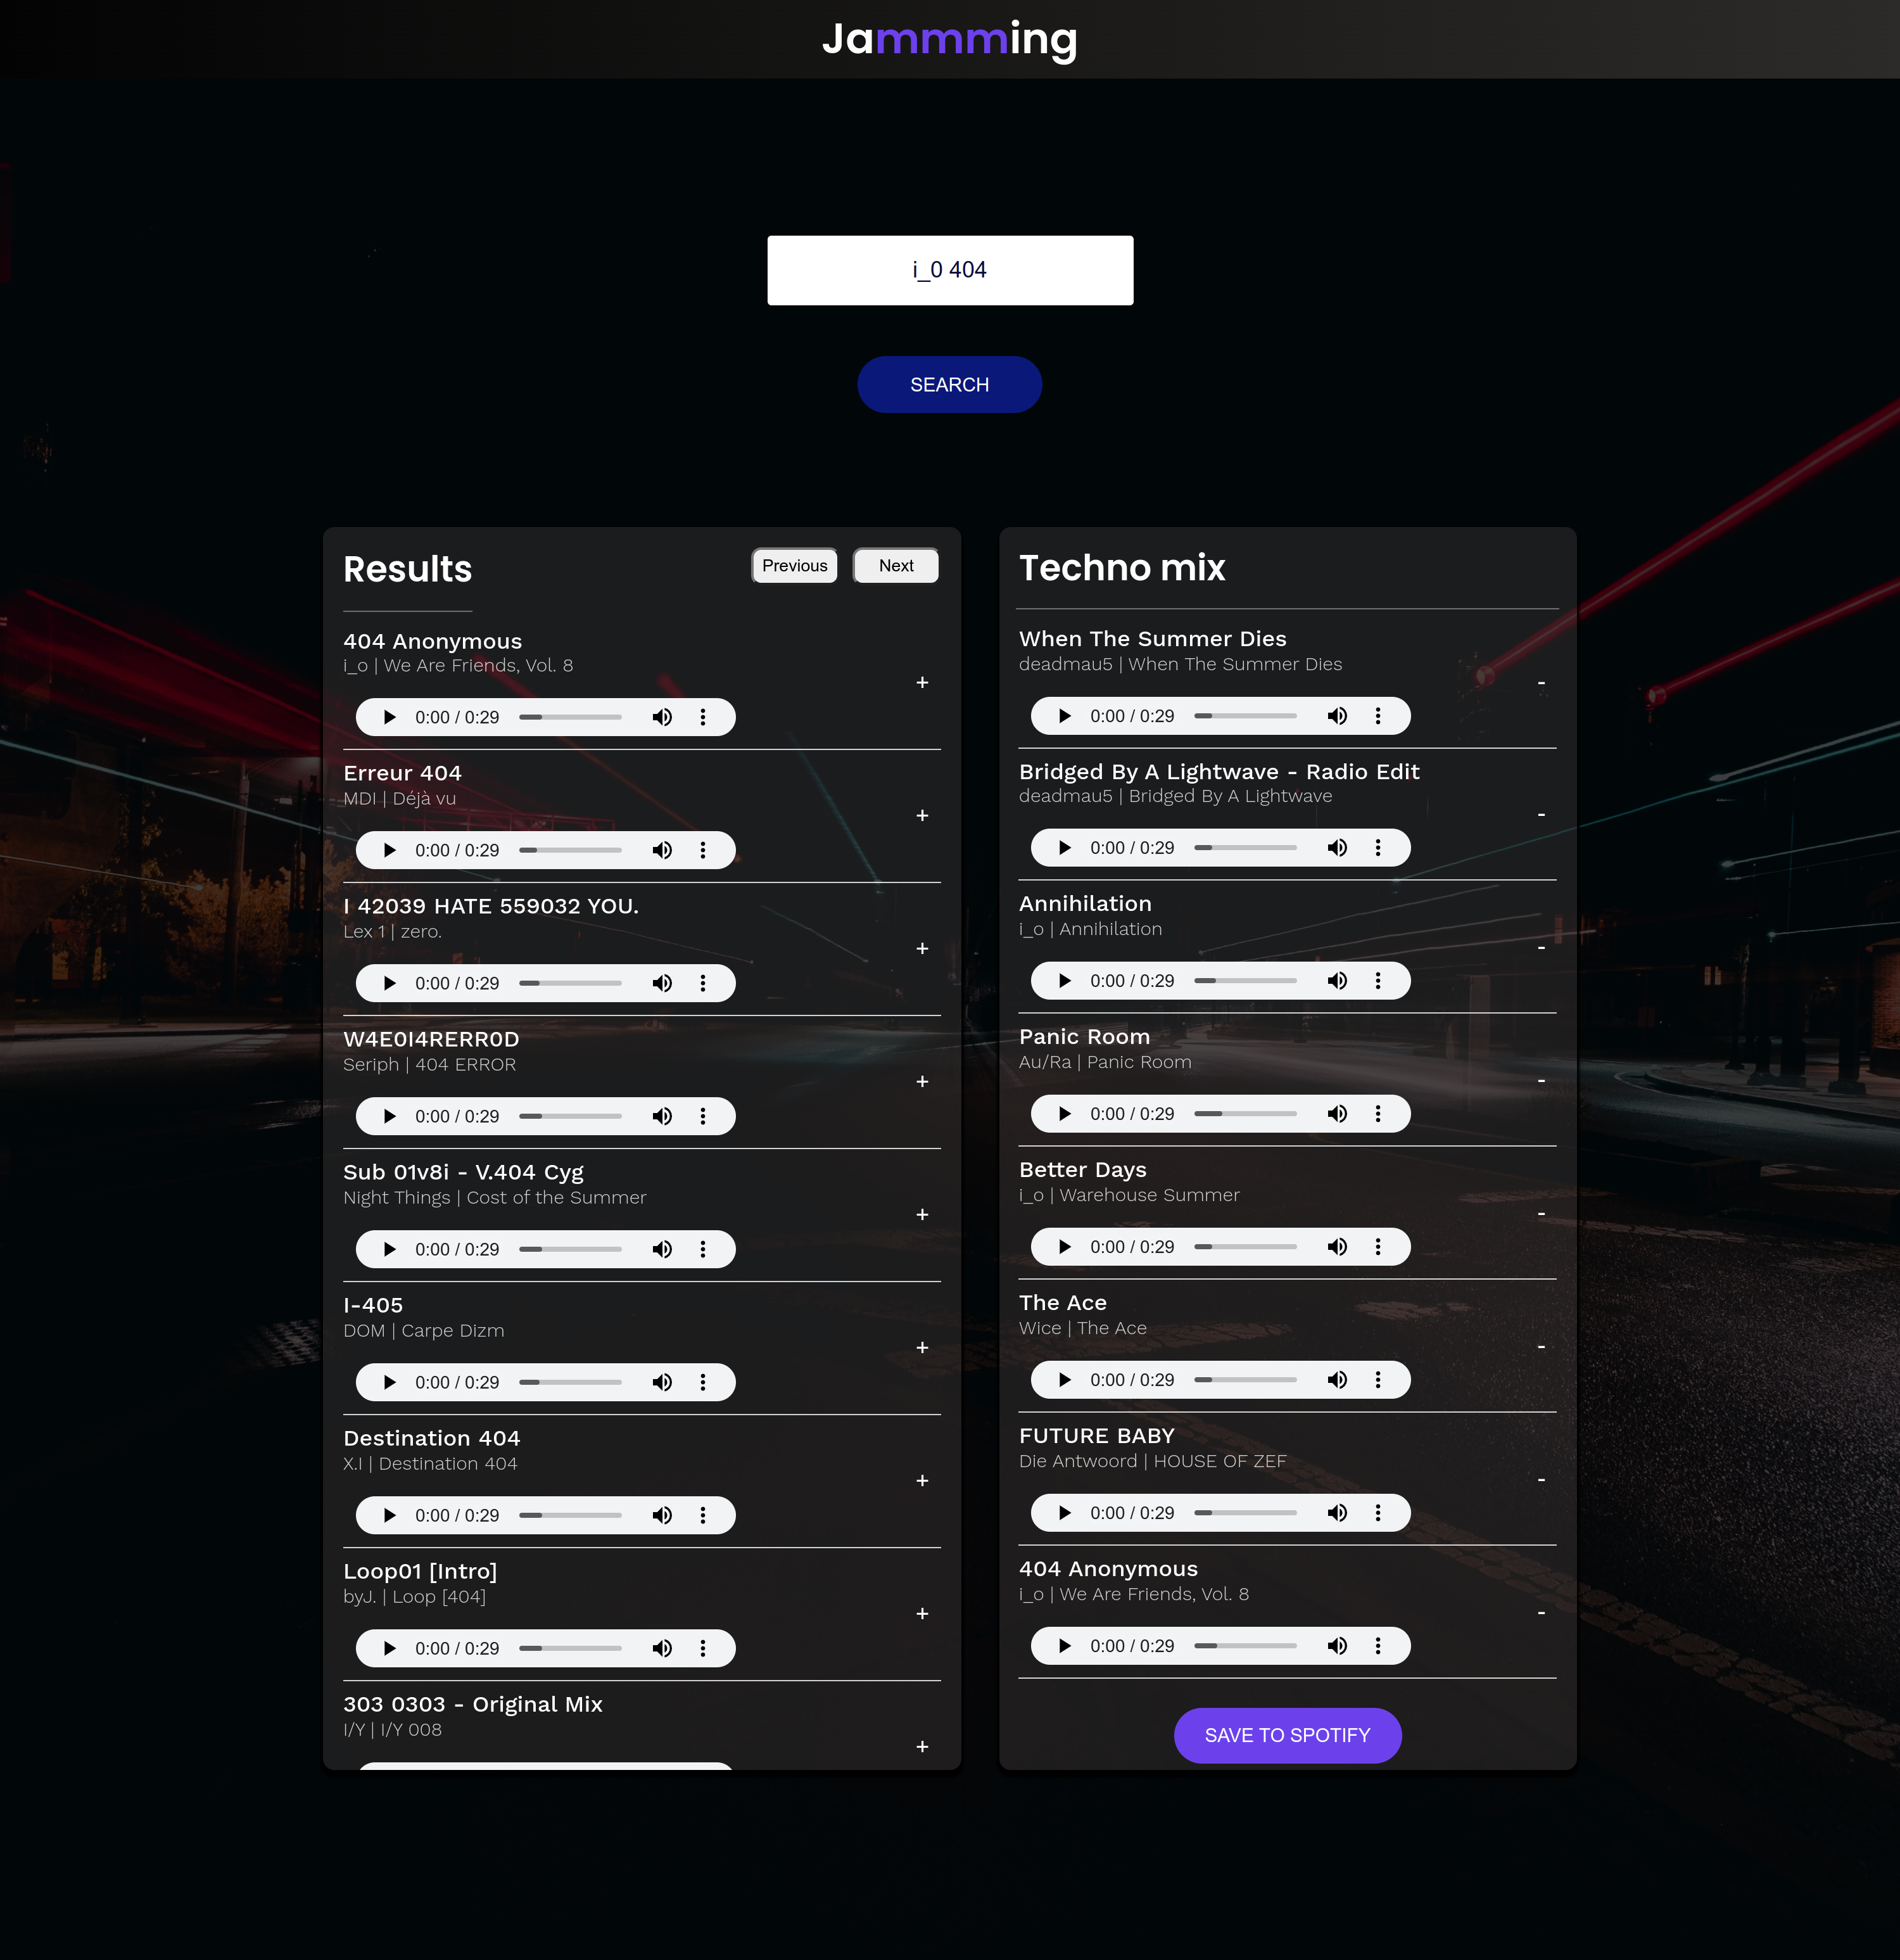 Jammming
i_0 404
SEARCH
Results
Previous
Next
404 Anonymous
i_o | We Are Friends, Vol. 8
+
0:00 / 0:29
Erreur 404
MDI | Déjà vu
+
0:00 / 0:29
I 42039 HATE 559032 YOU.
Lex 1 | zero.
+
0:00 / 0:29
W4E0I4RERR0D
Seriph | 404 ERROR
+
0:00 / 0:29
Sub 01v8i - V.404 Cyg
Night Things | Cost of the Summer
+
0:00 / 0:29
I-405
DOM | Carpe Dizm
+
0:00 / 0:29
Destination 404
X.I | Destination 404
+
0:00 / 0:29
Loop01 [Intro]
byJ. | Loop [404]
+
0:00 / 0:29
303 0303 - Original Mix
I/Y | I/Y 008
+
Techno mix
When The Summer Dies
deadmau5 | When The Summer Dies
-
0:00 / 0:29
Bridged By A Lightwave - Radio Edit
deadmau5 | Bridged By A Lightwave
-
0:00 / 0:29
Annihilation
i_o | Annihilation
-
0:00 / 0:29
Panic Room
Au/Ra | Panic Room
-
0:00 / 0:29
Better Days
i_o | Warehouse Summer
-
0:00 / 0:29
The Ace
Wice | The Ace
-
0:00 / 0:29
FUTURE BABY
Die Antwoord | HOUSE OF ZEF
-
0:00 / 0:29
404 Anonymous
i_o | We Are Friends, Vol. 8
-
0:00 / 0:29
SAVE TO SPOTIFY